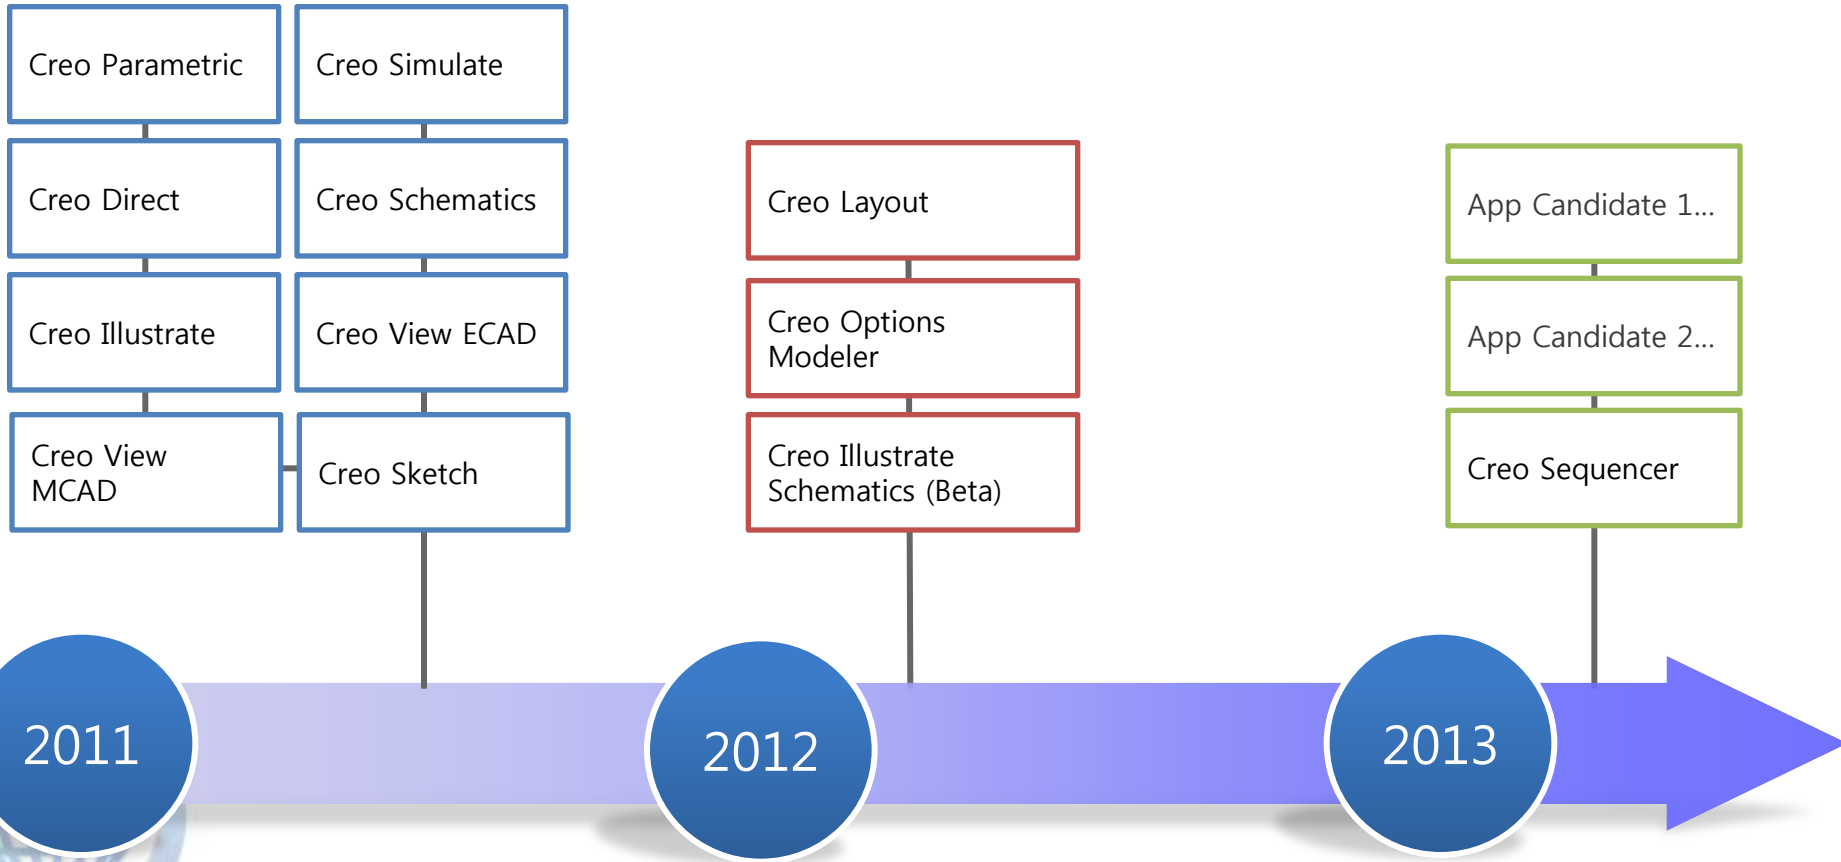 Creo Parametric
Creo Simulate
Creo Direct
Creo Schematics
Creo Illustrate
Creo View ECAD
Creo View
MCAD
Creo Sketch
Creo Layout
Creo Options
Modeler
Creo Illustrate
Schematics (Beta)
App Candidate 1...
App Candidate 2...
Creo Sequencer
2011
2012
2013